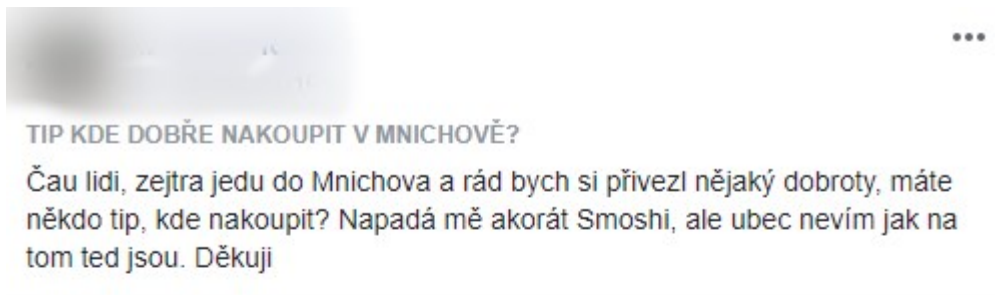 TIP KDE DOBŘE NAKOUPIT V MNICHOVĚ?
Čau lidi, zejtra jedu do Mnichova a rád bych si přivezl nějaký dobroty, máte
někdo tip, kde nakoupit? Napadá mě akorát Smoshi, ale ubec nevím jak na
tom ted jsou. Děkuji